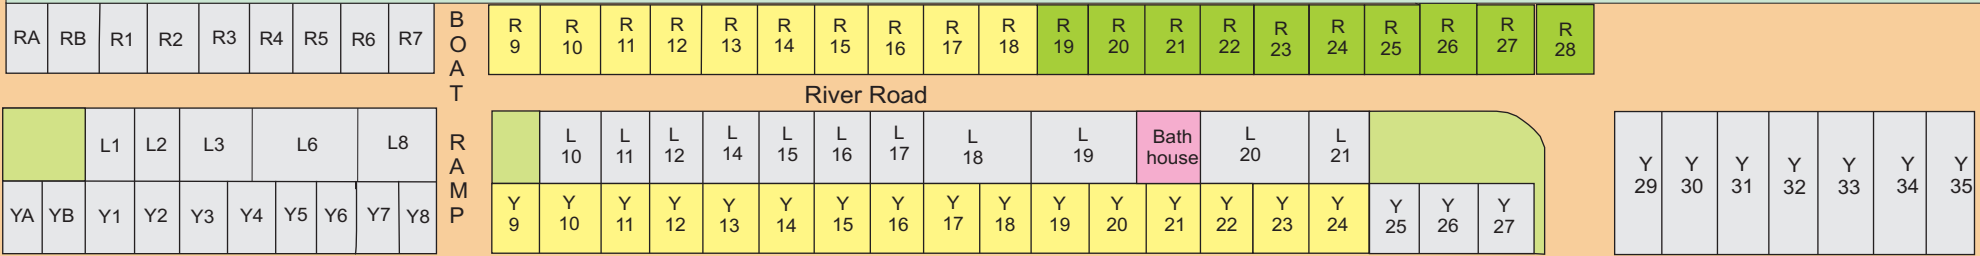 RA RB R1 R2 R3 R4 R5 R6 R7
BOAT RAMP
R 9 R 10 R 11 R 12 R 13 R 14 R 15 R 16 R 17 R 18 R 19 R 20 R 21 R 22 R 23 R 24 R 25 R 26 R 27 R 28
River Road
L1 L2 L3 L6 L8
L 10 L 11 L 12 L 14 L 15 L 16 L 17 L 18 L 19 Bath house L 20 L 21
YA YB Y1 Y2 Y3 Y4 Y5 Y6 Y7 Y8
Y 9 Y 10 Y 11 Y 12 Y 13 Y 14 Y 15 Y 16 Y 17 Y 18 Y 19 Y 20 Y 21 Y 22 Y 23 Y 24 Y 25 Y 26 Y 27
Y 29 Y 30 Y 31 Y 32 Y 33 Y 34 Y 35